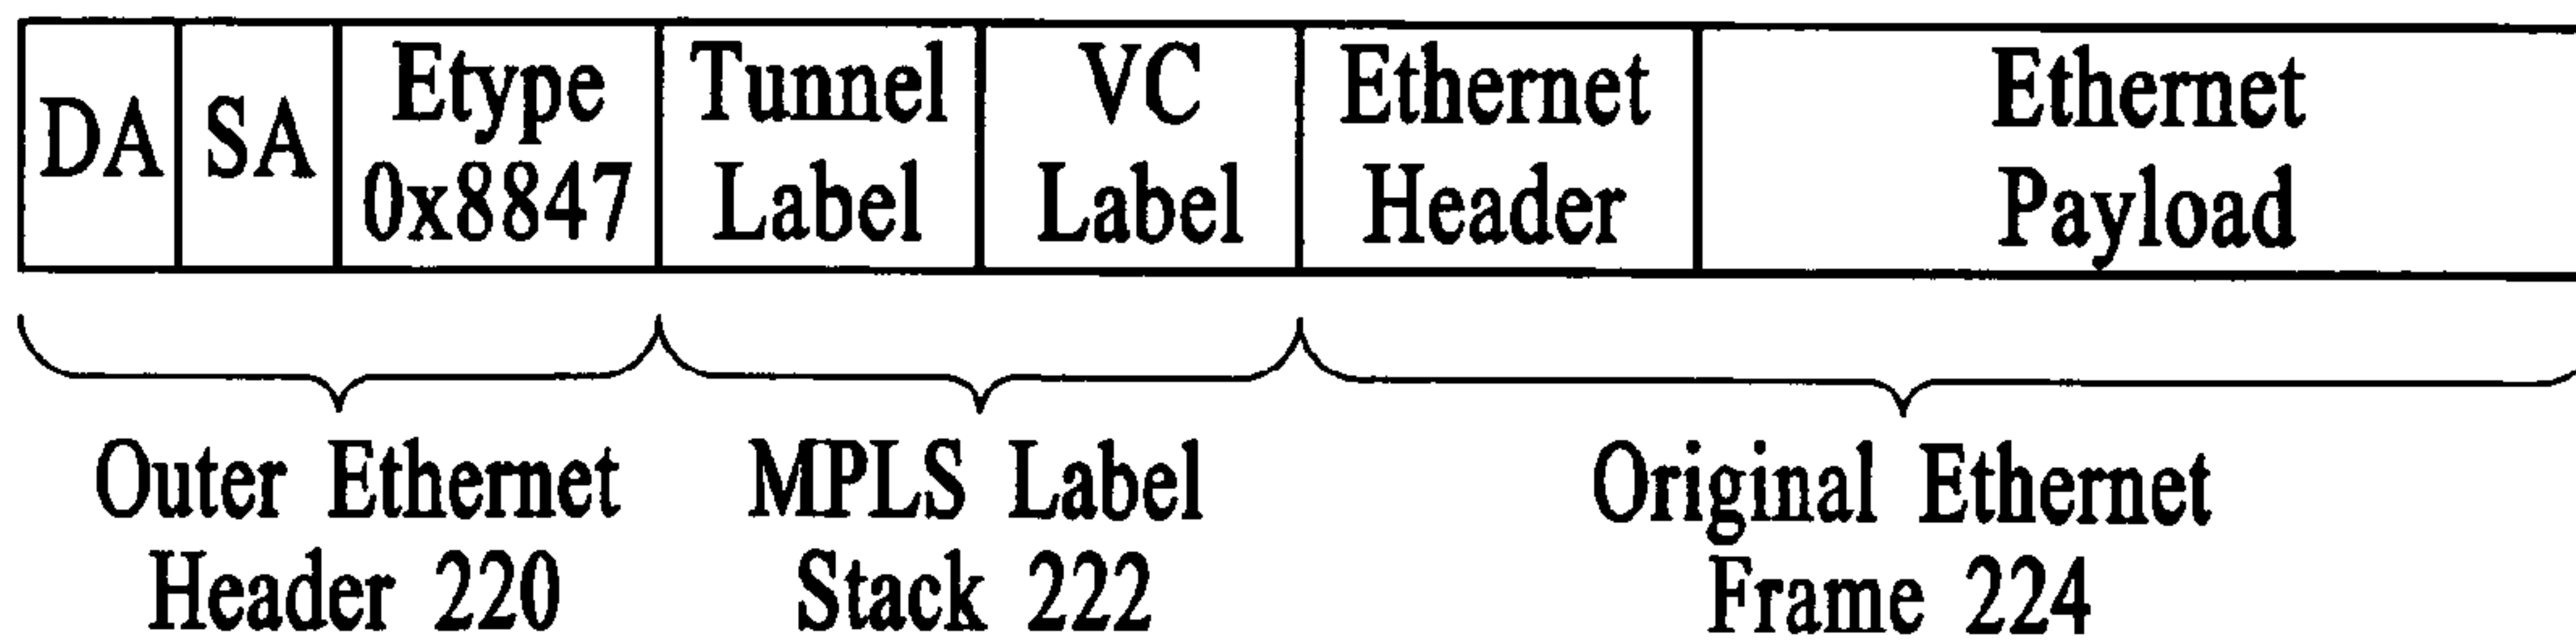 DA
SA
Etype
0x8847
Tunnel
Label
VC
Label
Ethernet
Header
Ethernet
Payload
Outer Ethernet
Header 220
MPLS Label
Stack 222
Original Ethernet
Frame 224